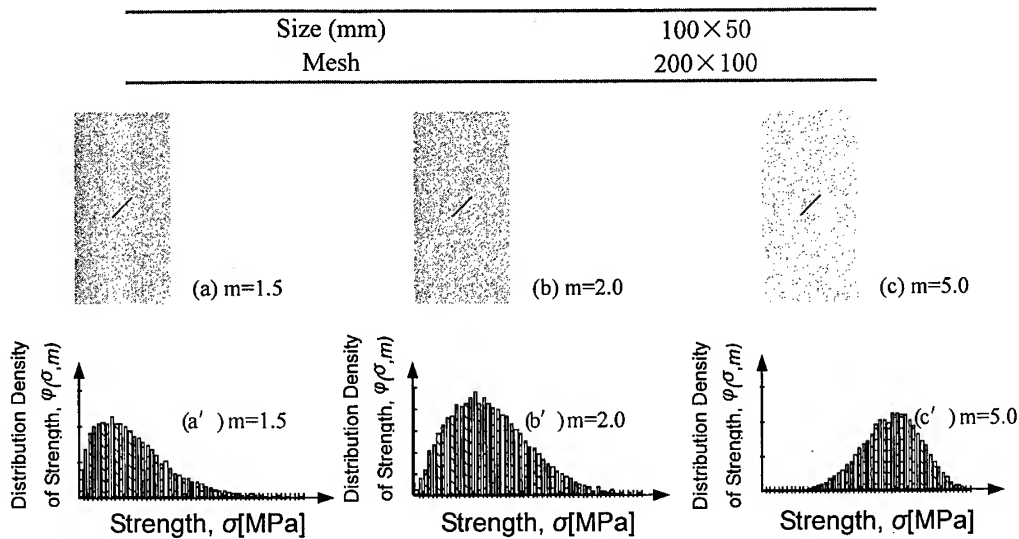 Size (mm) 100×50
Mesh 200×100
(a) m=1.5
(b) m=2.0
(c) m=5.0
Distribution Density
of Strength, φ(σ,m)
(a′ ) m=1.5
Strength, σ[MPa]
Distribution Density
of Strength, φ(σ,m)
(b′ ) m=2.0
Strength, σ[MPa]
Distribution Density
of Strength, φ(σ,m)
(c′ ) m=5.0
Strength, σ[MPa]